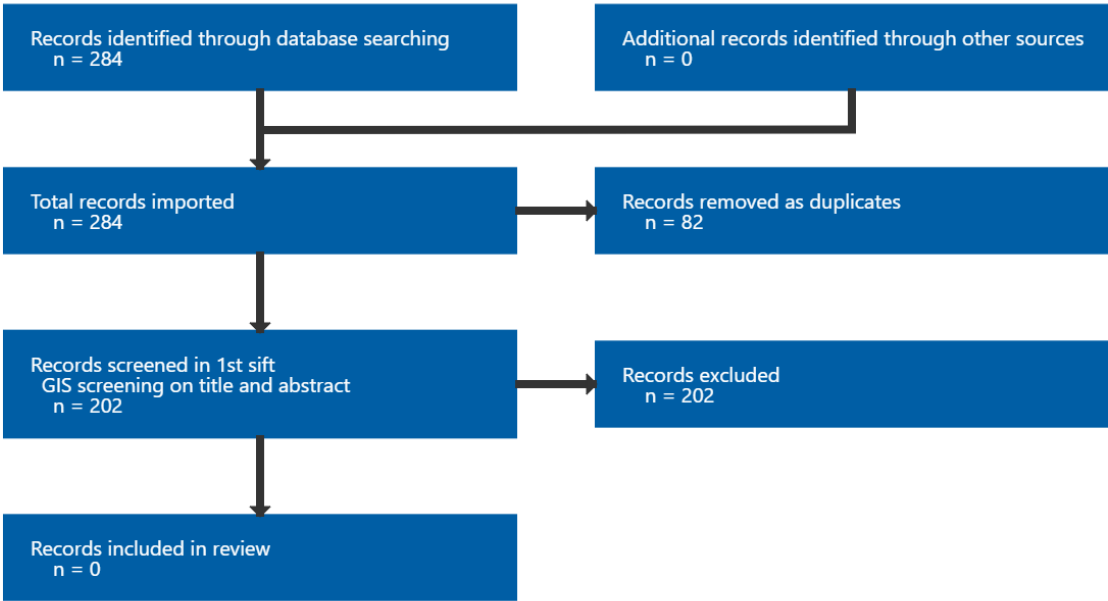 Records identified through database searching
n = 284
Additional records identified through other sources
n = 0
Total records imported
n = 284
Records removed as duplicates
n = 82
Records screened in 1st sift
GIS screening on title and abstract
n = 202
Records excluded
n = 202
Records included in review
n = 0